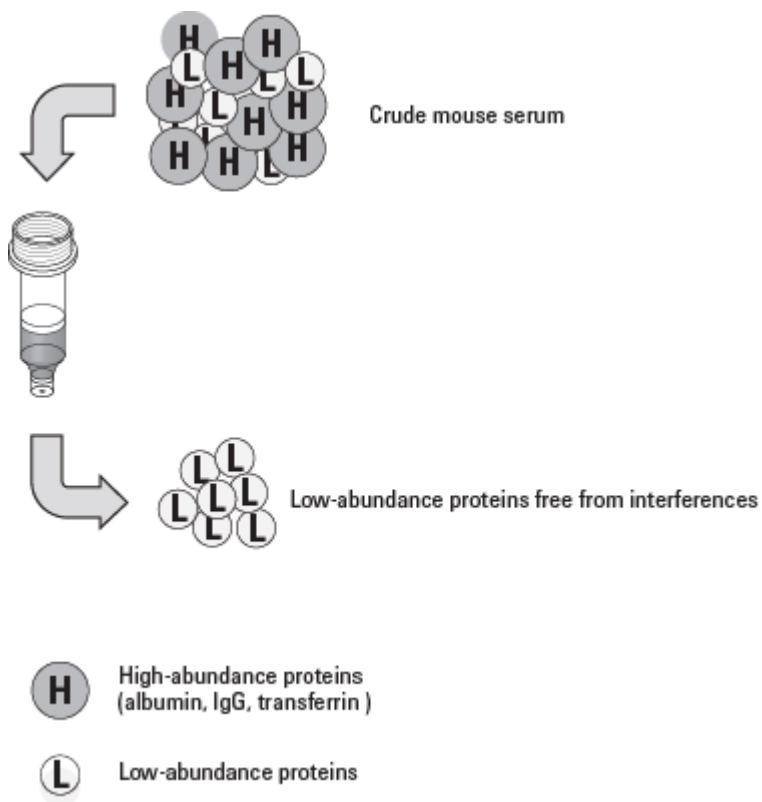 H
H
L
H
L
L
H
L
H
H
L
H
H
H
L
Crude mouse serum
L
L
L
L
L
L
L
Low-abundance proteins free from interferences
H
High-abundance proteins
(albumin, IgG, transferrin )
L
Low-abundance proteins